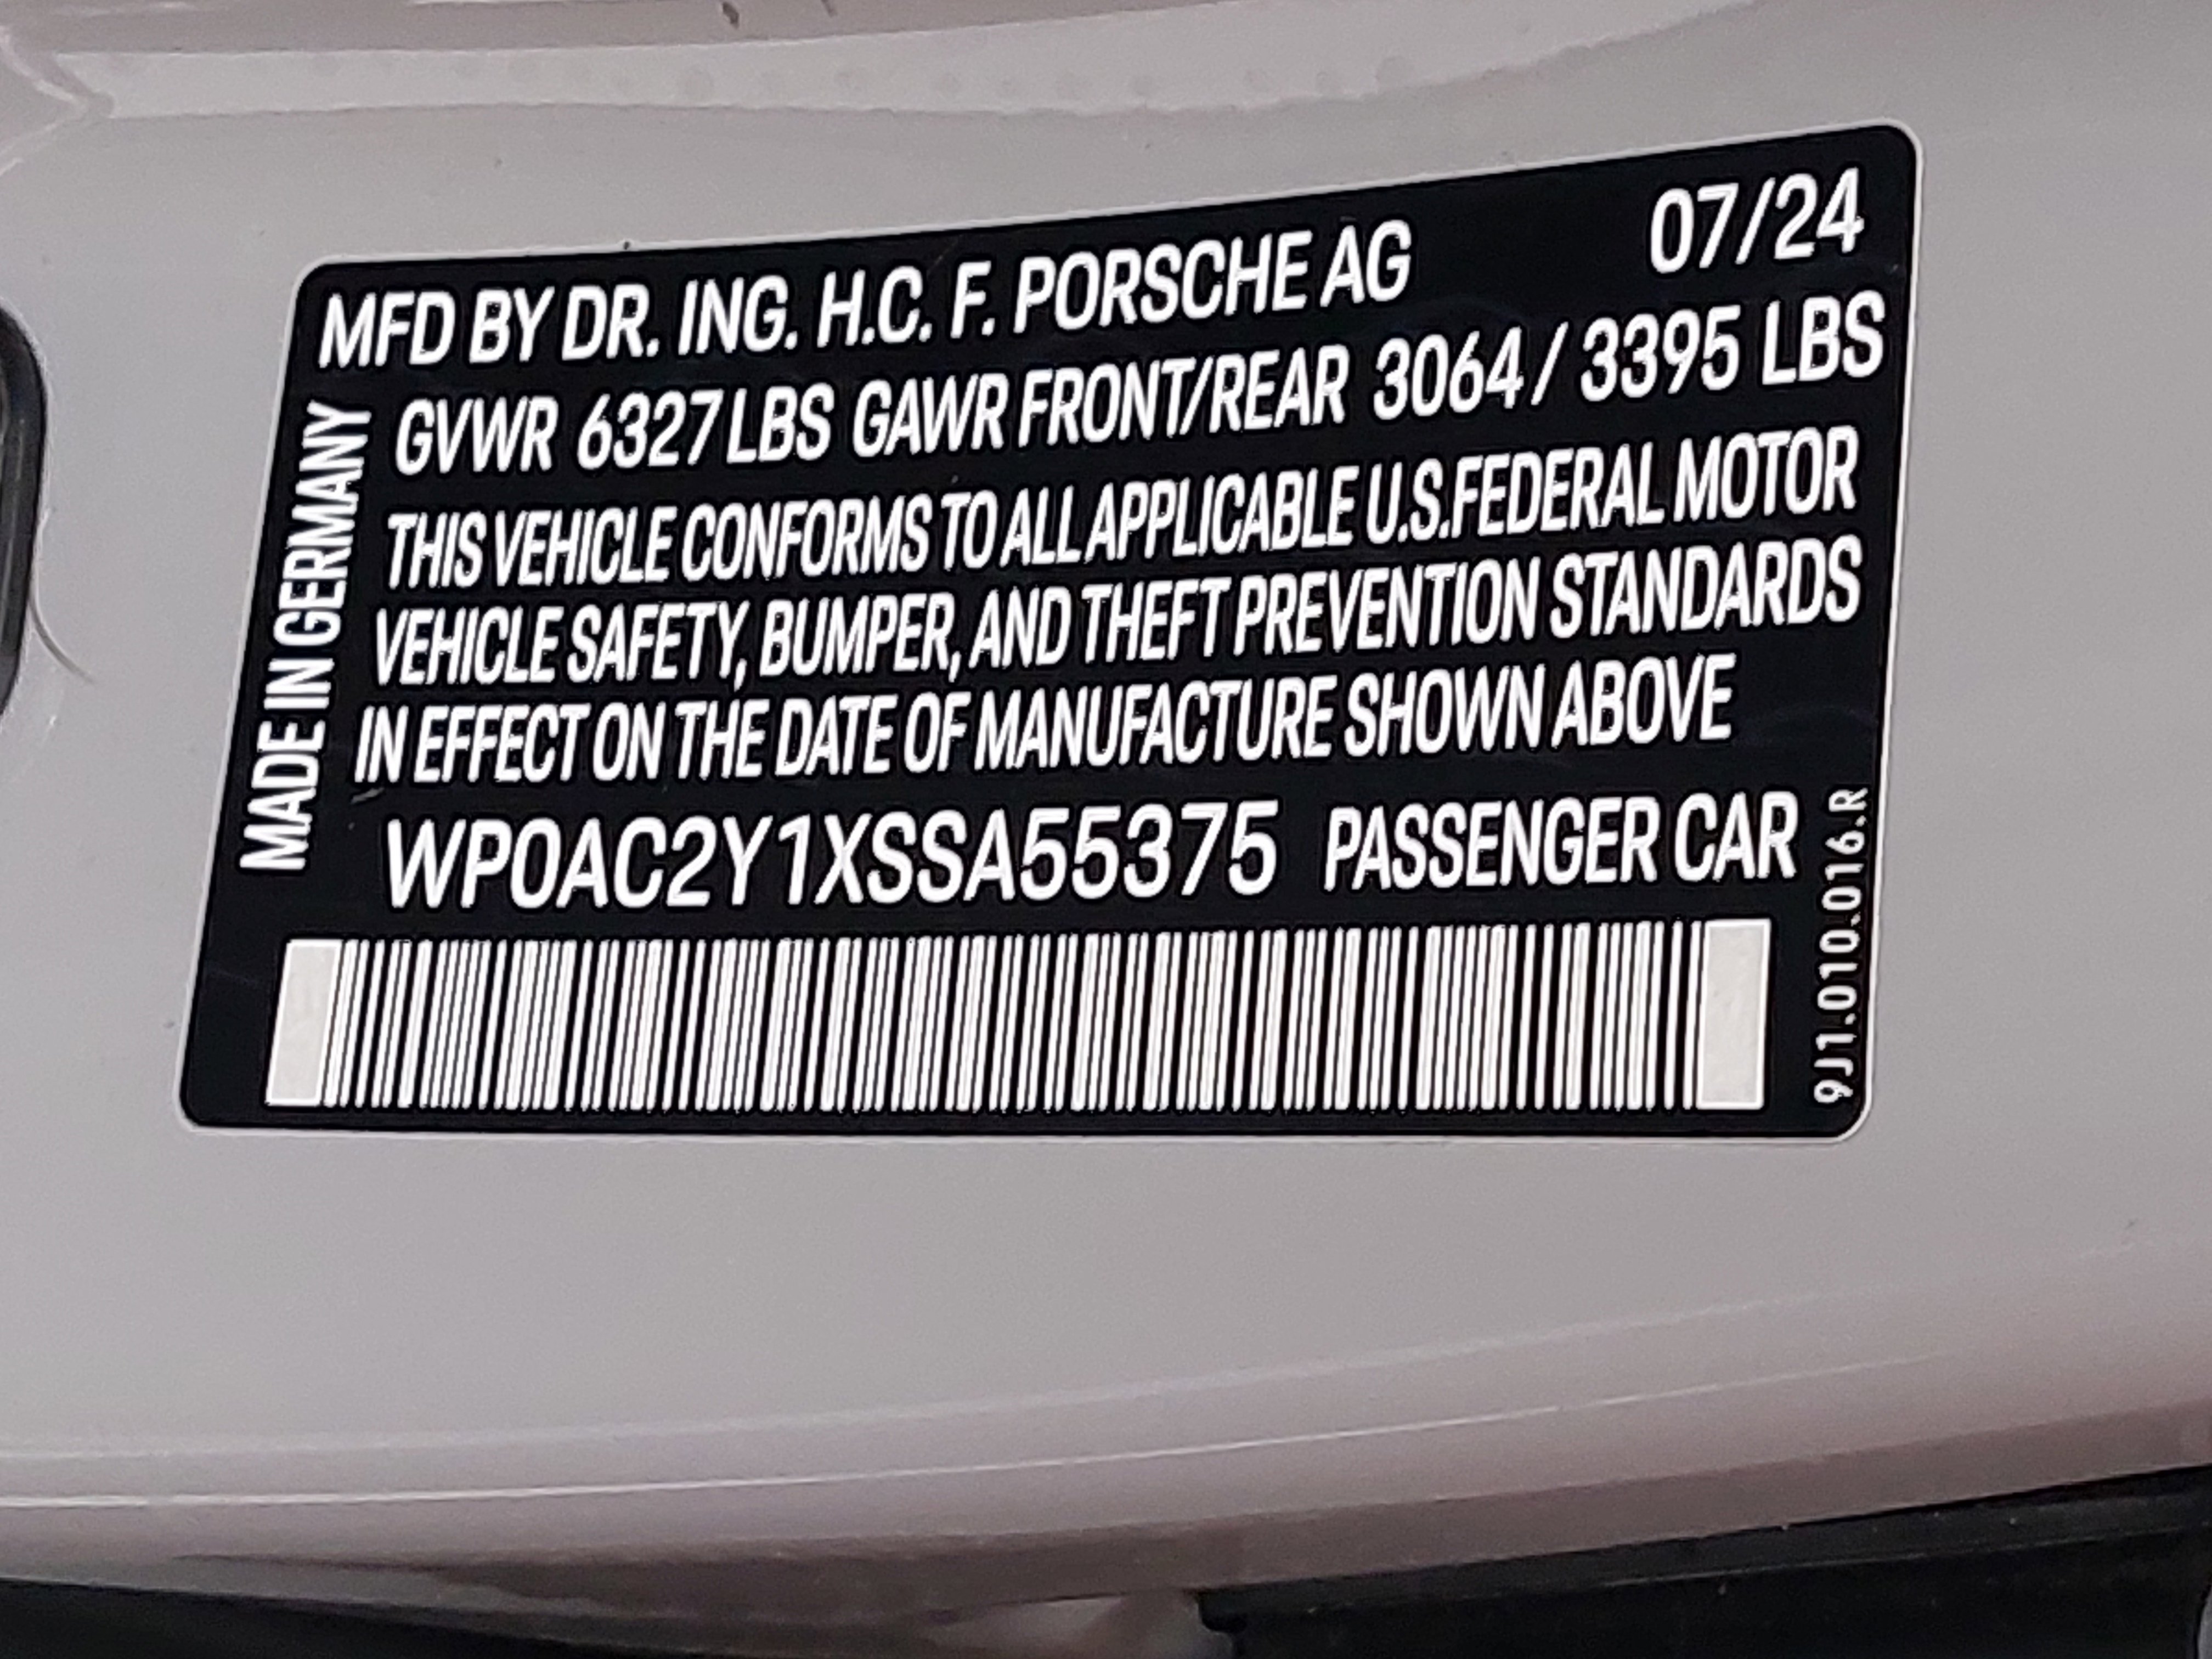 MFD BY DR. ING. H.C. F. PORSCHE AG 07/24
GVWR 6327 LBS GAWR FRONT/REAR 3064 / 3395 LBS
THIS VEHICLE CONFORMS TO ALL APPLICABLE U.S.FEDERAL MOTOR
VEHICLE SAFETY, BUMPER, AND THEFT PREVENTION STANDARDS
IN EFFECT ON THE DATE OF MANUFACTURE SHOWN ABOVE
WP0AC2Y1XSSA55375 PASSENGER CAR
MADE IN GERMANY
9J1.010.016.R